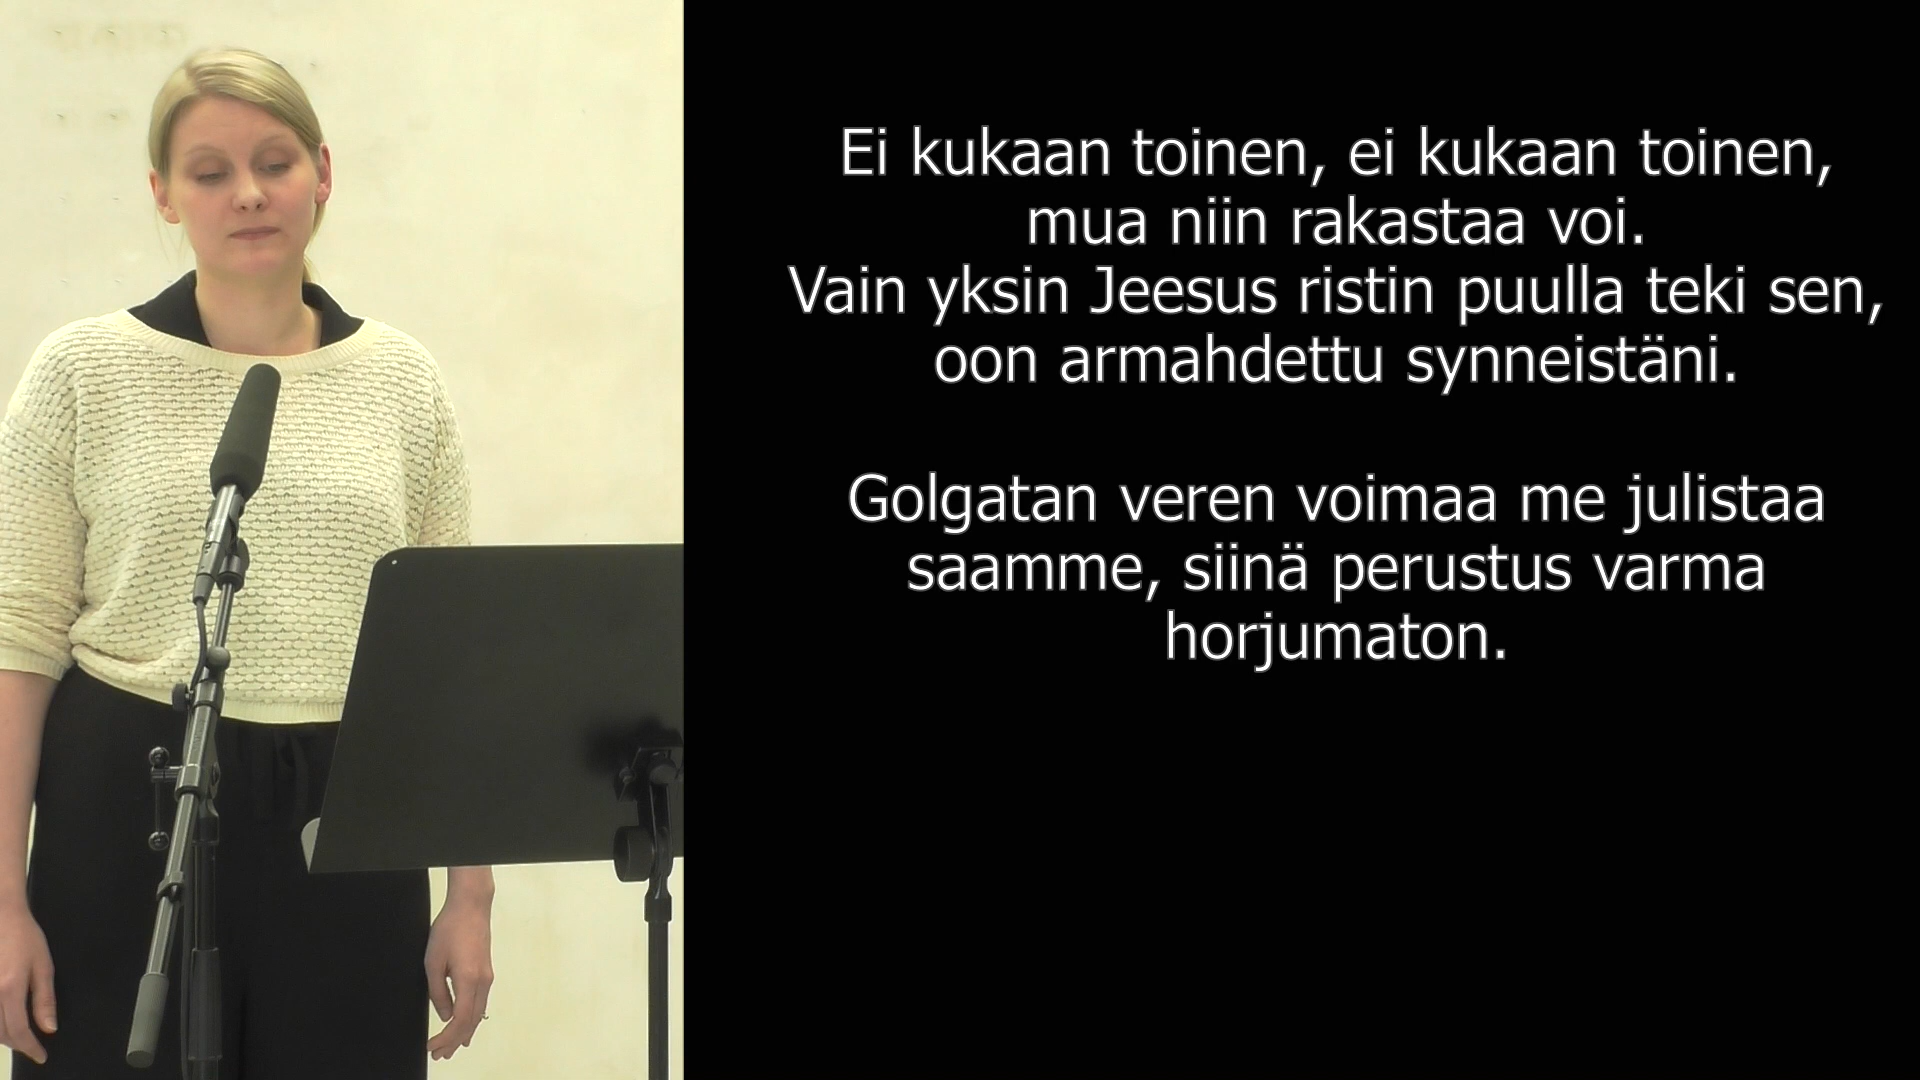 Ei kukaan toinen, ei kukaan toinen,
mua niin rakastaa voi.
Vain yksin Jeesus ristin puulla teki sen,
oon armahdettu synneistäni.
Golgatan veren voimaa me julistaa
saamme, siinä perustus varma
horjumaton.